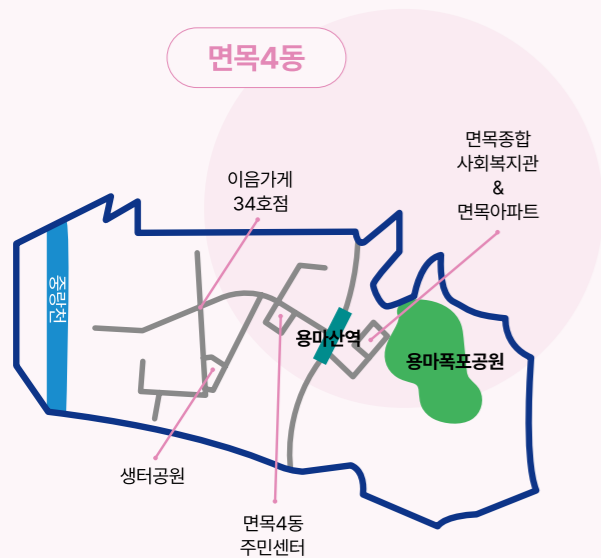 면목4동
면목종합
사회복지관
&
면목아파트
이음가게
34호점
중랑천
용마산역
용마폭포공원
생터공원
면목4동
주민센터